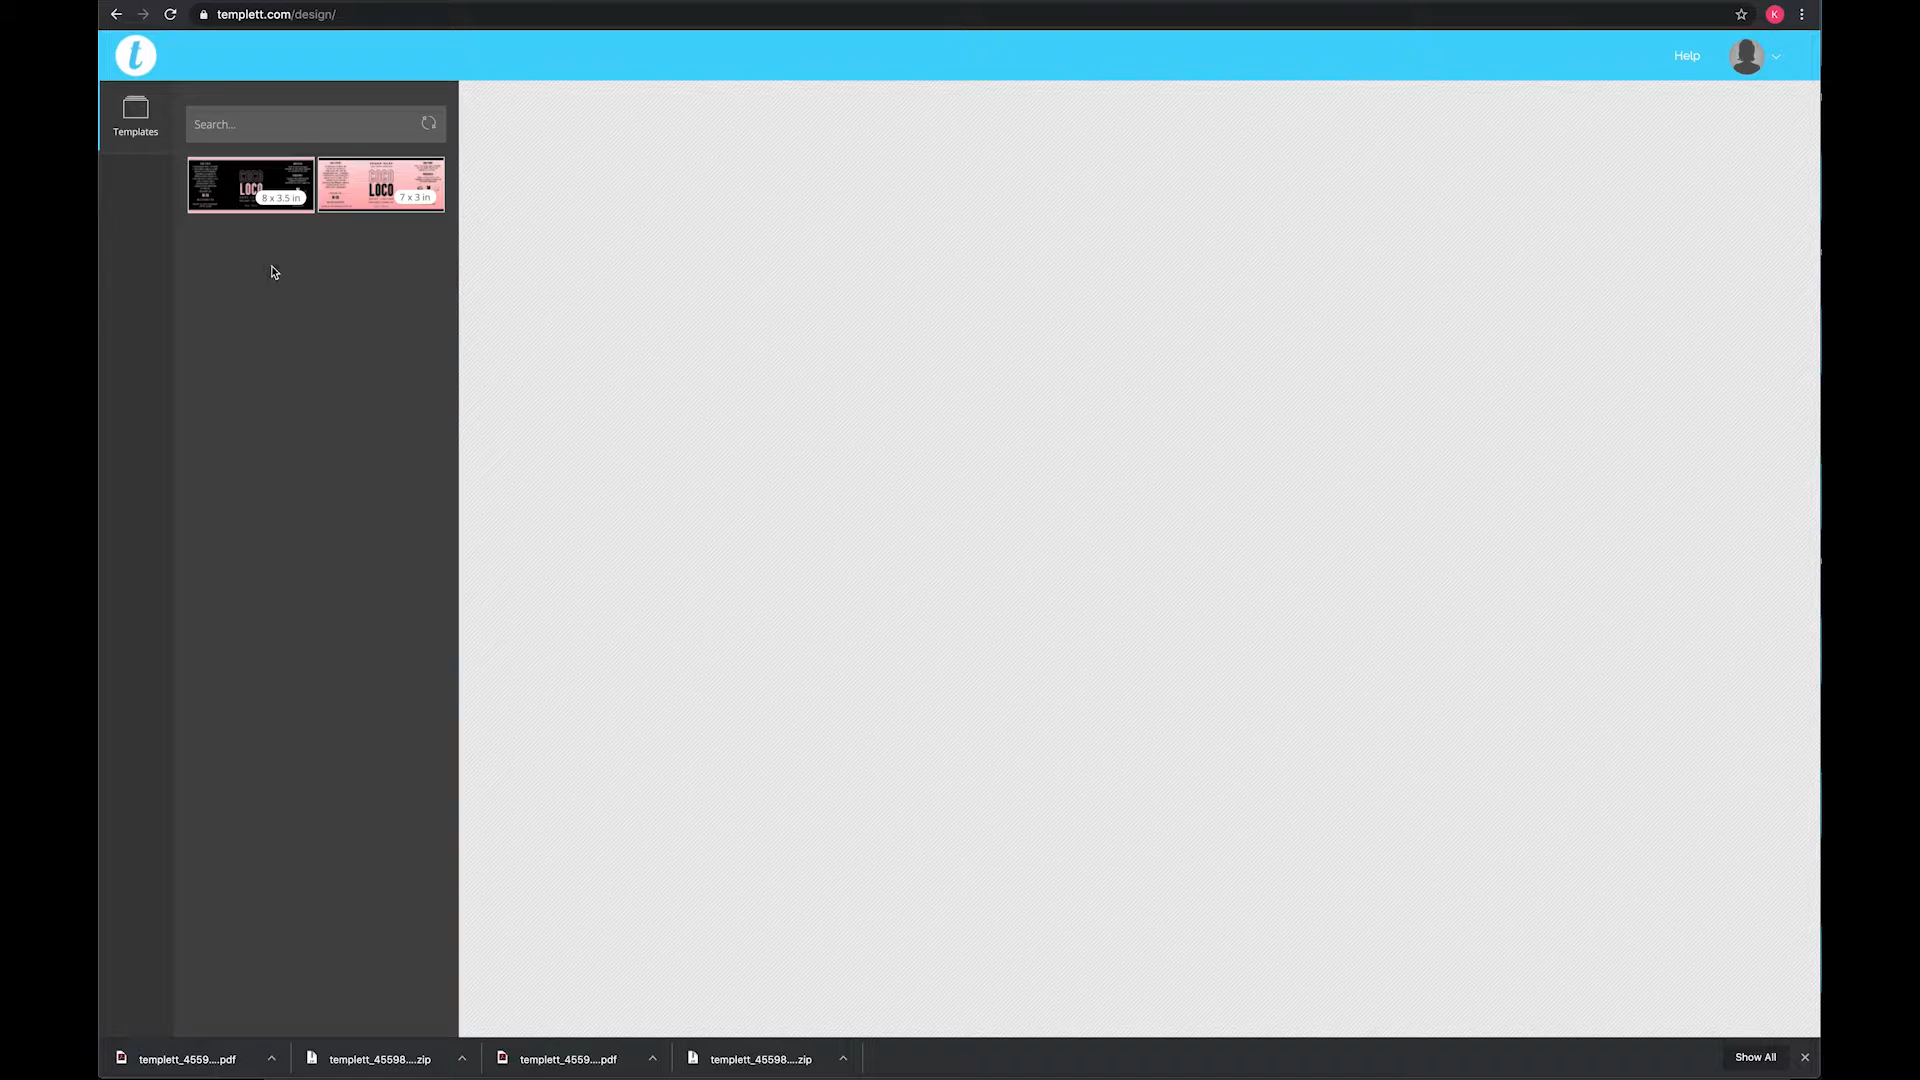 templett.com/design/
K
t
Help
Templates
Search...
COCO
LOCO
8 x 3.5 in
COCO
LOCO
7 x 3 in
templett_4559....pdf
templett_45598....zip
templett_4559....pdf
templett_45598....zip
Show All